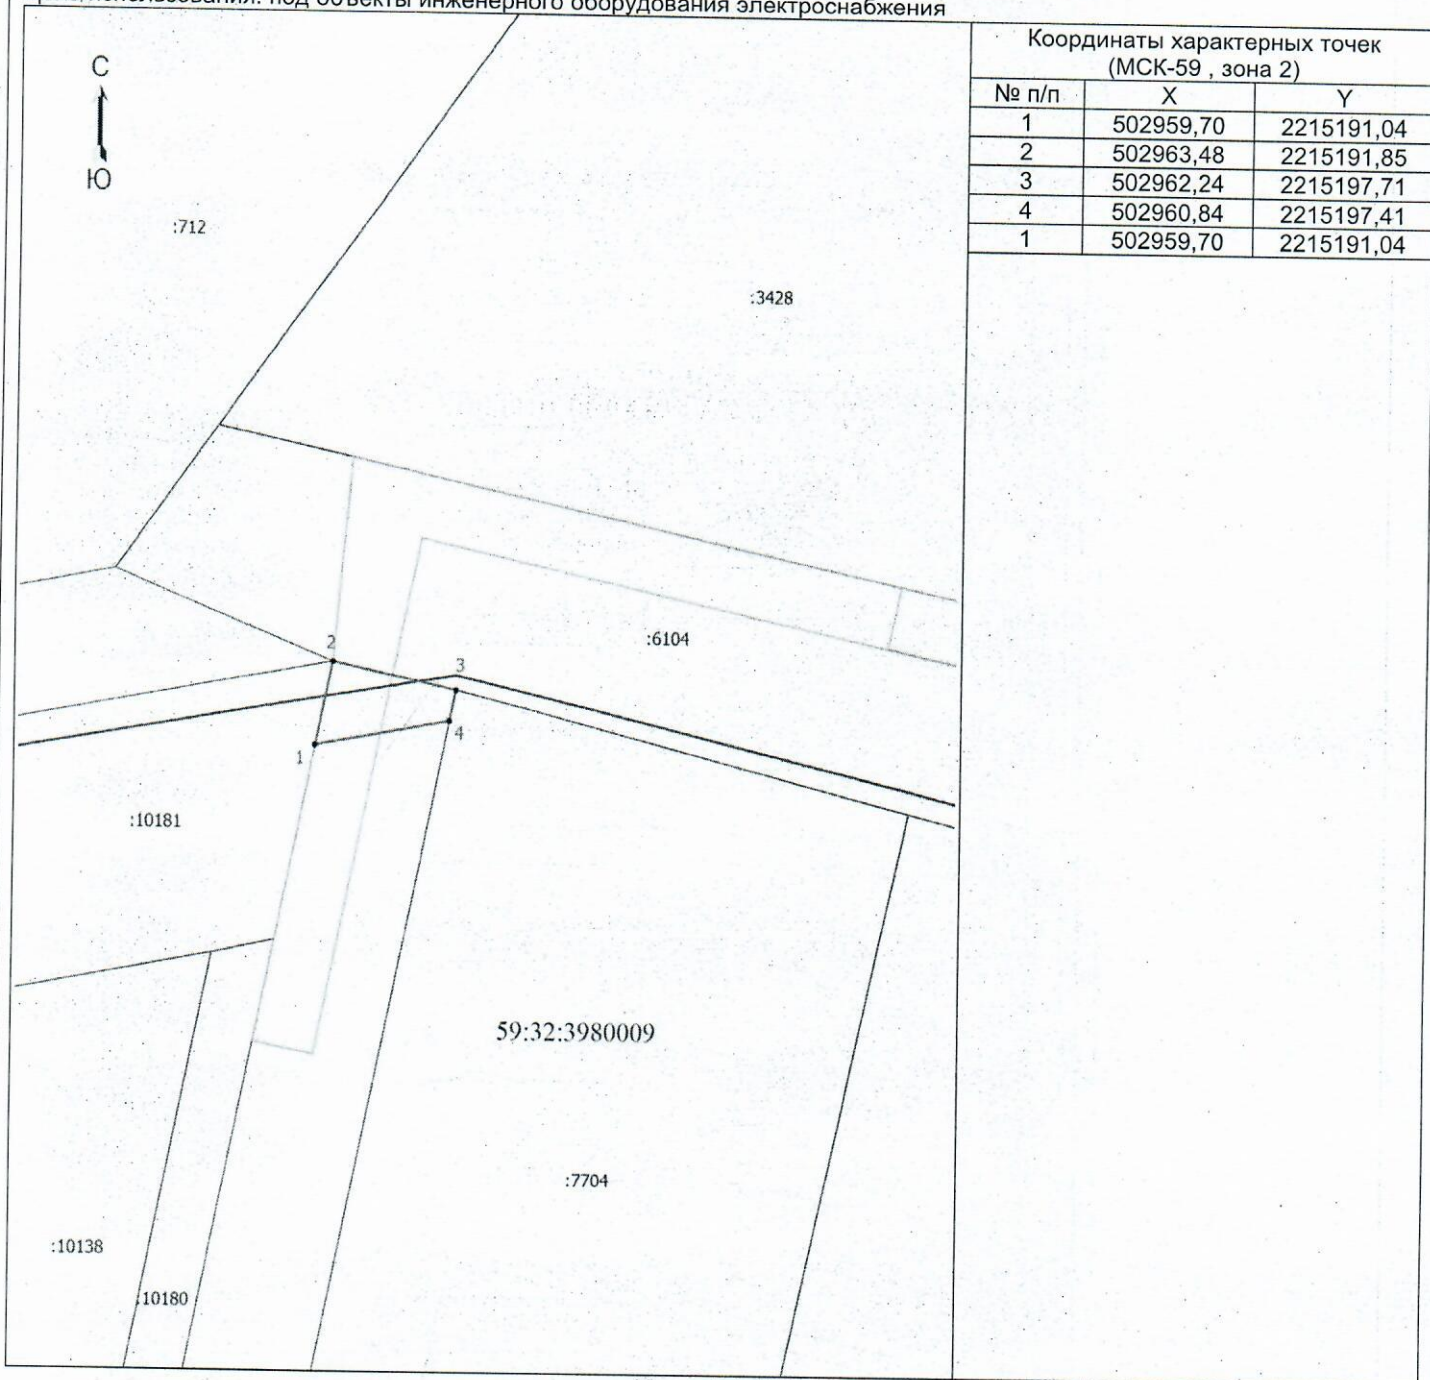 использования: под объекты инженерного оборудования электроснабжения
Координаты характерных точек
(МСК-59 , зона 2)
№ п/п X Y
1 502959,70 2215191,04
2 502963,48 2215191,85
3 502962,24 2215197,71
4 502960,84 2215197,41
1 502959,70 2215191,04
С
Ю
:712
:3428
:6104
2
3
4
1
:10181
59:32:3980009
:7704
:10138
:10180